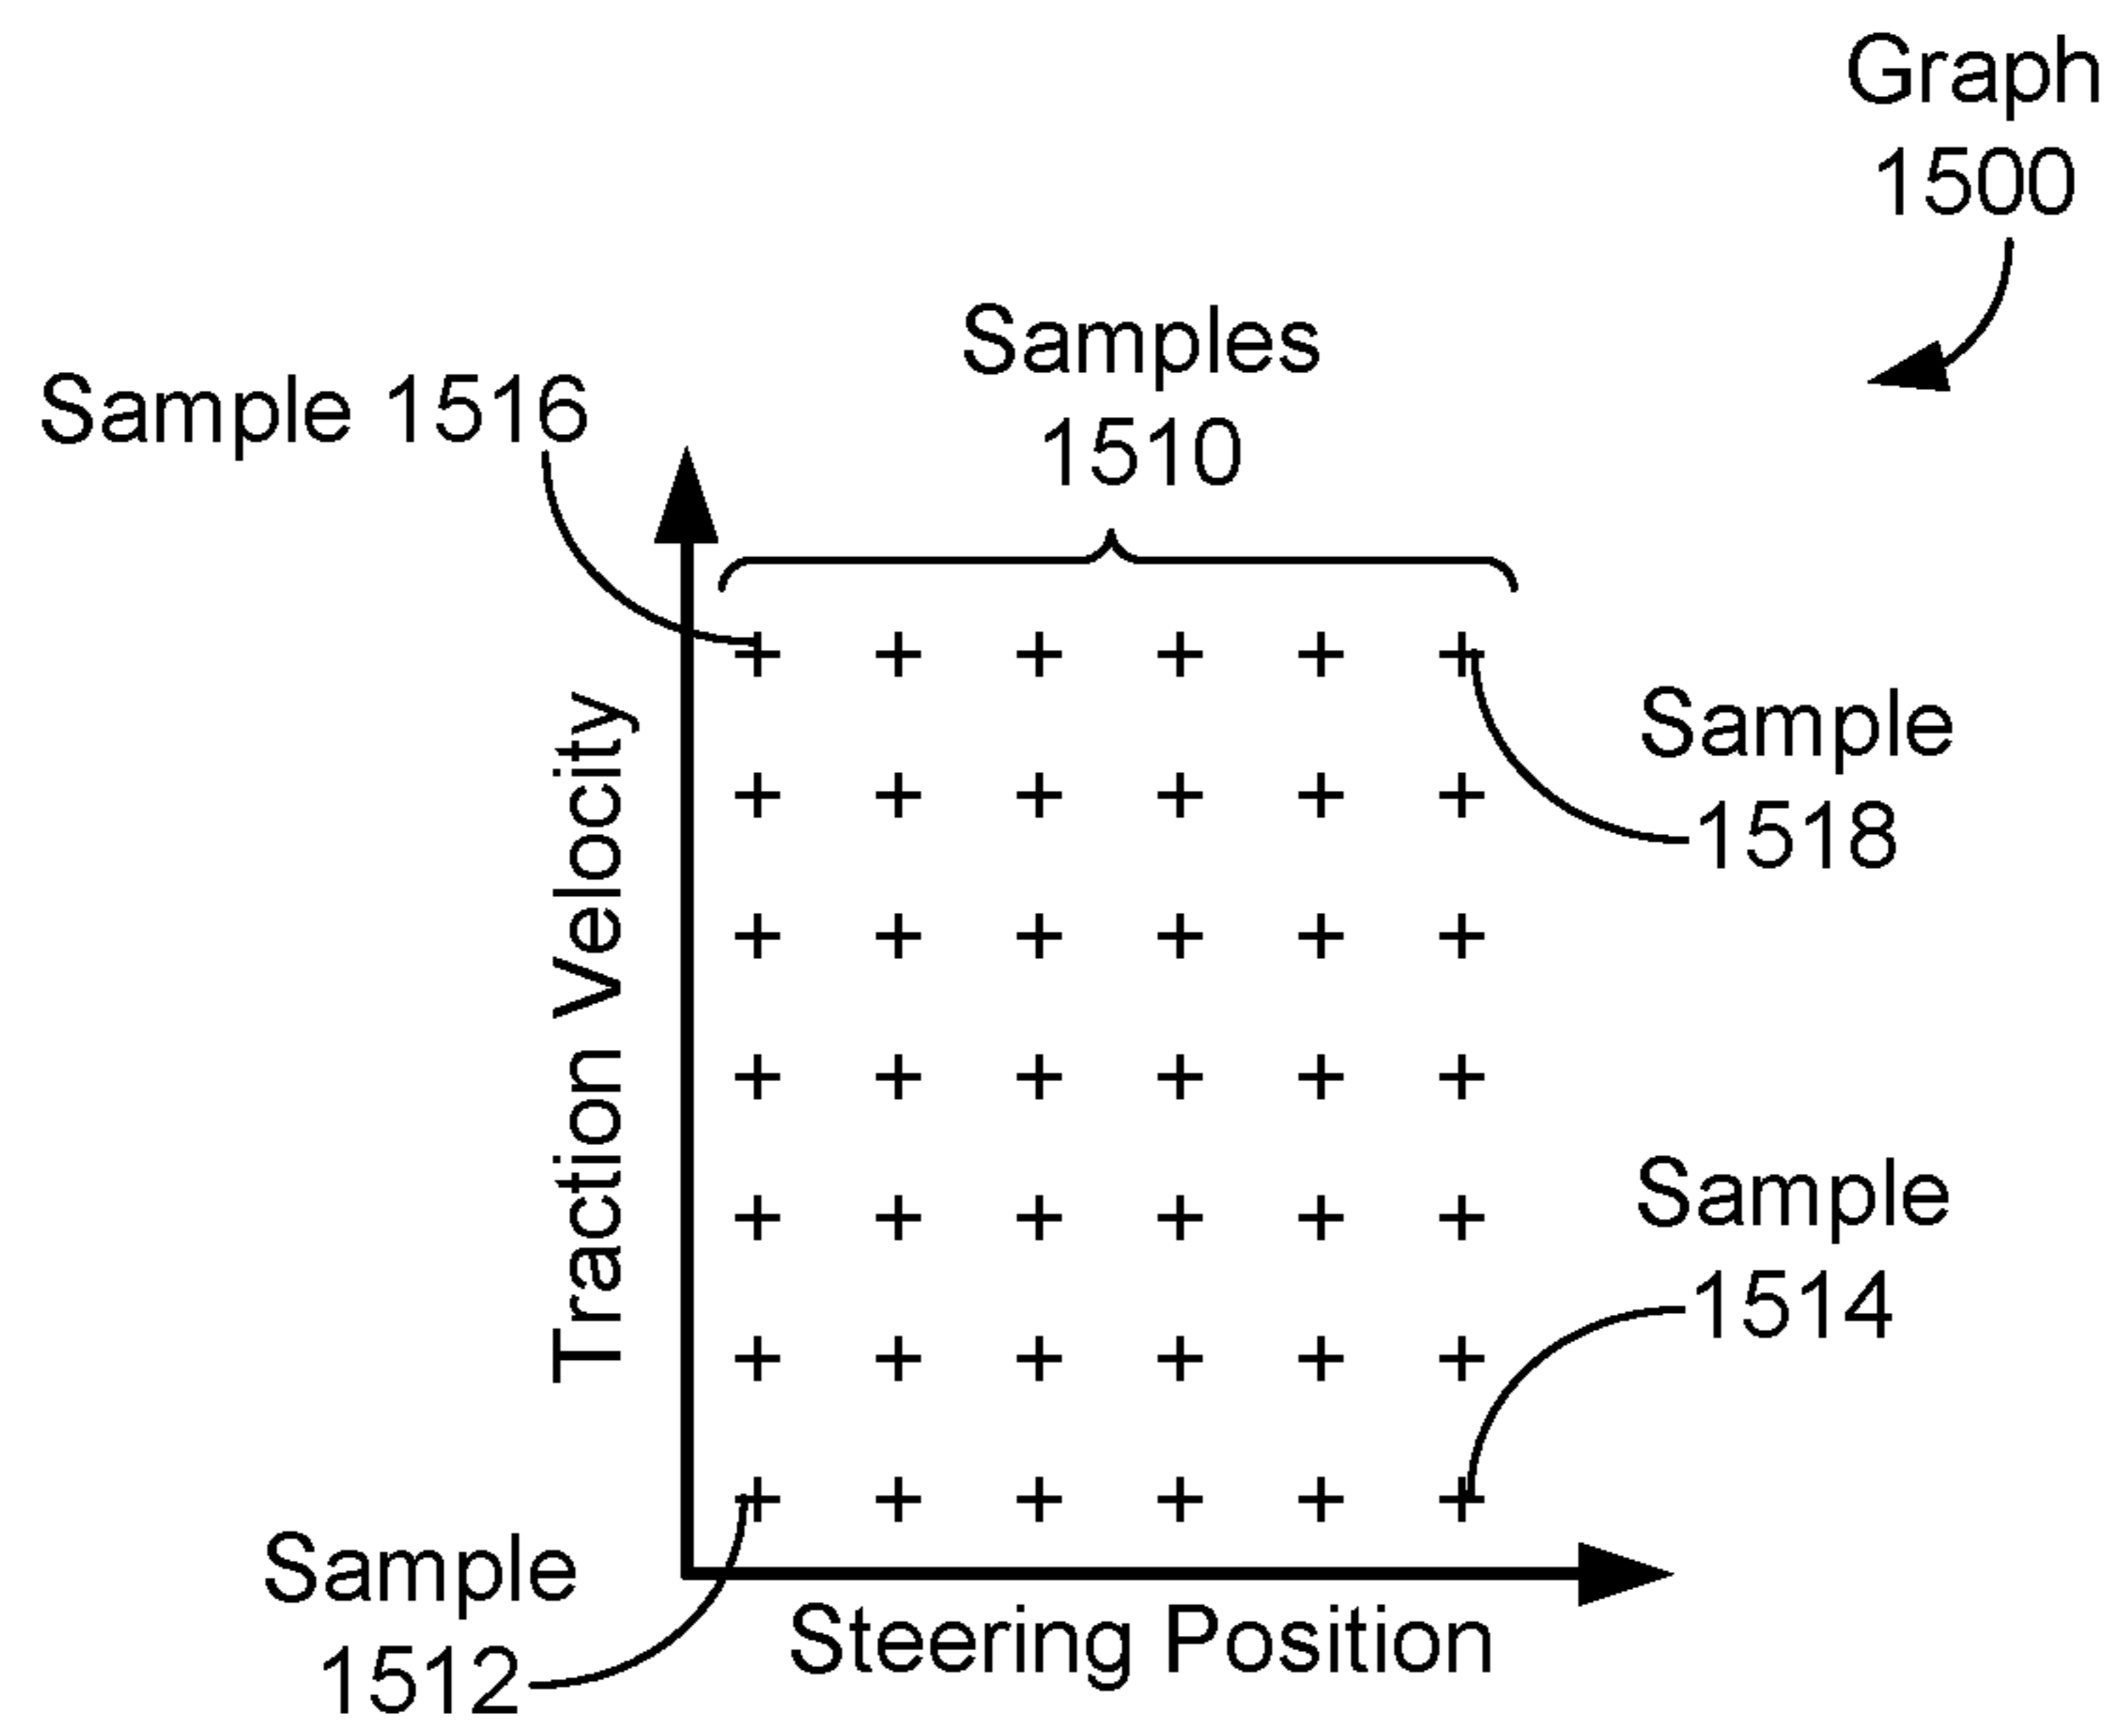 Graph
1500
Samples
1510
Sample 1516
Sample
1518
Traction Velocity
Sample
1514
Sample
1512
Steering Position